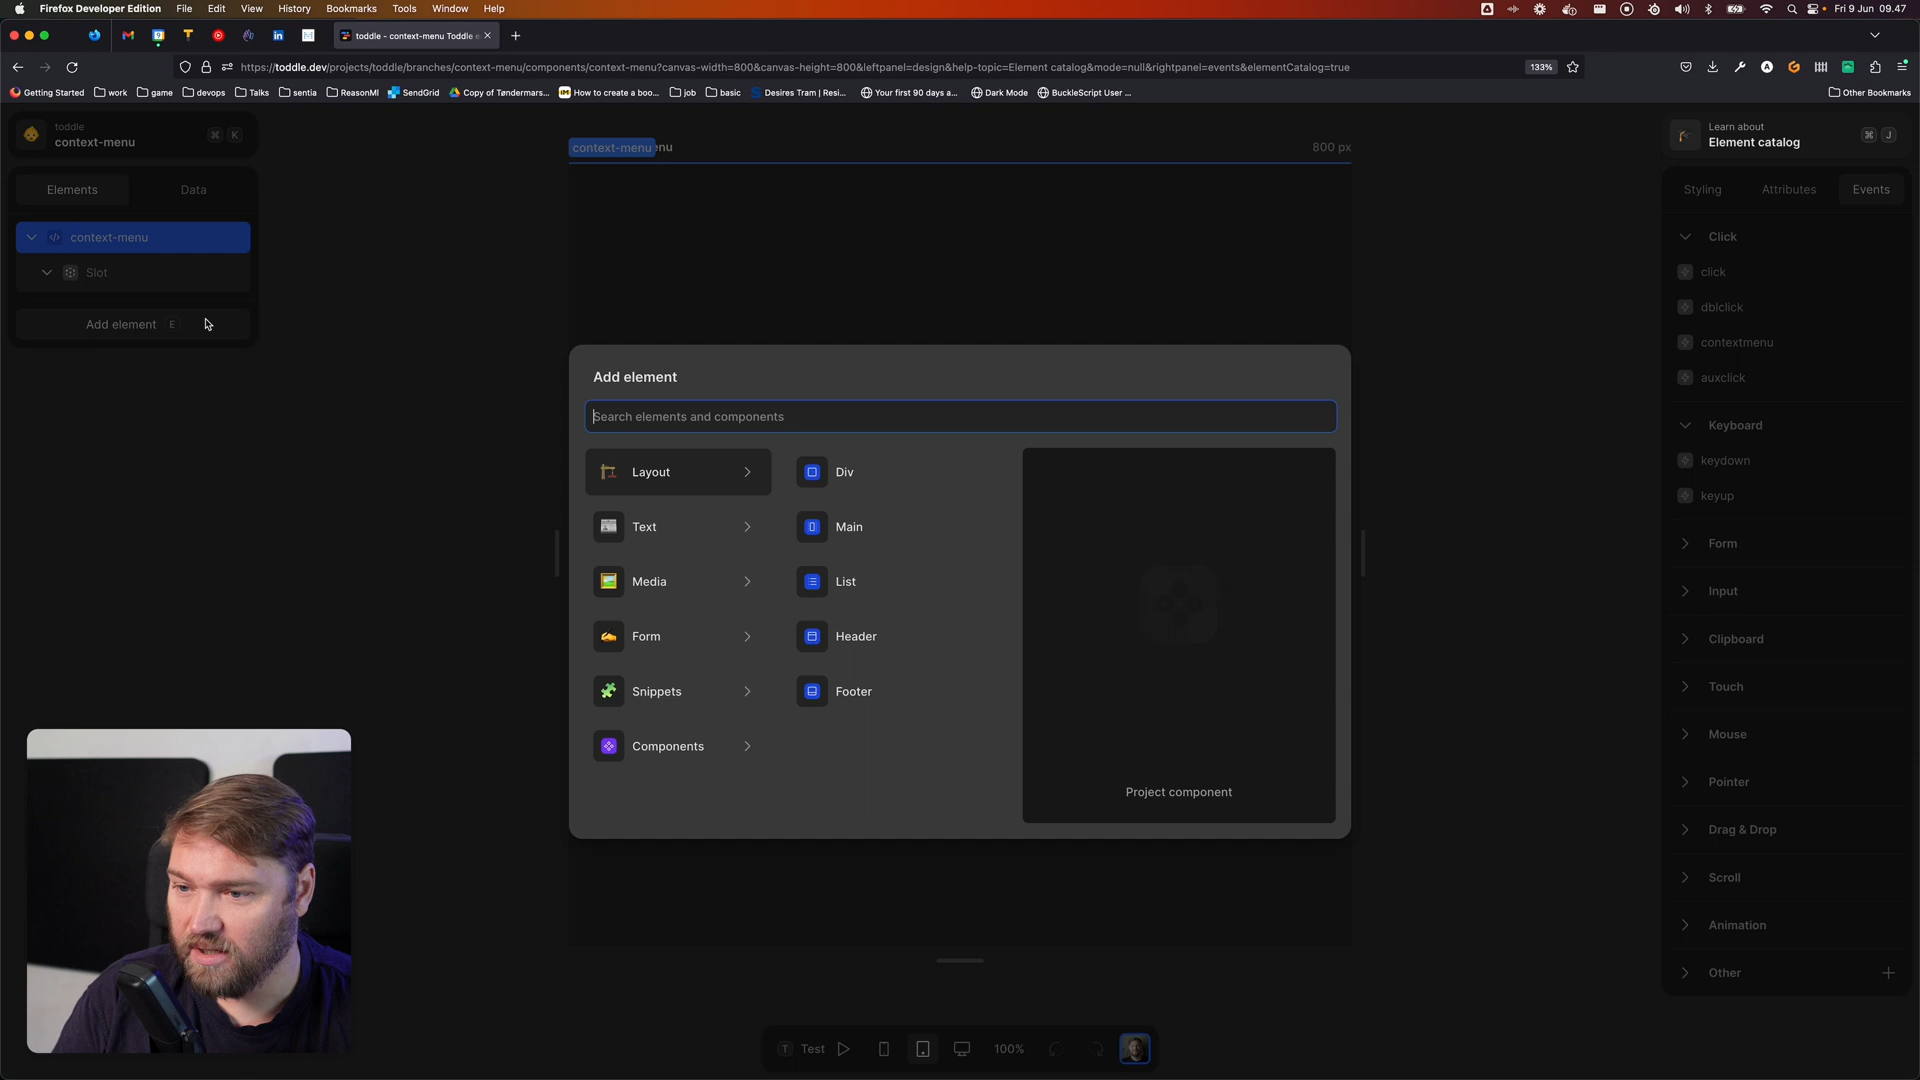 Firefox Developer Edition File Edit View History Bookmarks Tools Window Help Fri 9 Jun 09.47
toddle - context-menu Toddle e
https://toddle.dev/projects/toddle/branches/context-menu/components/context-menu?canvas-width=800&canvas-height=800&leftpanel=design&help-topic=Element catalog&mode=null&rightpanel=events&elementCatalog=true 133%
Getting Started work game devops Talks sentia ReasonMl SendGrid Copy of Tøndermars... How to create a boo... job basic Desires Tram | Resi... Your first 90 days a... Dark Mode BuckleScript User ... Other Bookmarks
toddle
context-menu
⌘ K
Elements Data
context-menu
Slot
Add element E
context-menu enu 800 px
Add element
Search elements and components
Layout
Text
Media
Form
Snippets
Components
Div
Main
List
Header
Footer
Project component
Learn about
Element catalog
⌘ J
Styling Attributes Events
Click
click
dblclick
contextmenu
auxclick
Keyboard
keydown
keyup
Form
Input
Clipboard
Touch
Mouse
Pointer
Drag & Drop
Scroll
Animation
Other
T Test 100%